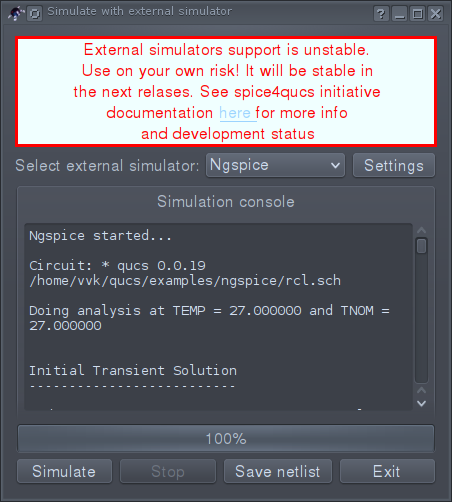 Simulate with external simulator
External simulators support is unstable.
Use on your own risk! It will be stable in
the next relases. See spice4qucs initiative
documentation here for more info
and development status
Select external simulator: Ngspice Settings
Simulation console
Ngspice started...
Circuit: * qucs 0.0.19
/home/vvk/qucs/examples/ngspice/rcl.sch
Doing analysis at TEMP = 27.000000 and TNOM =
27.000000
Initial Transient Solution
--------------------------
100%
Simulate Stop Save netlist Exit